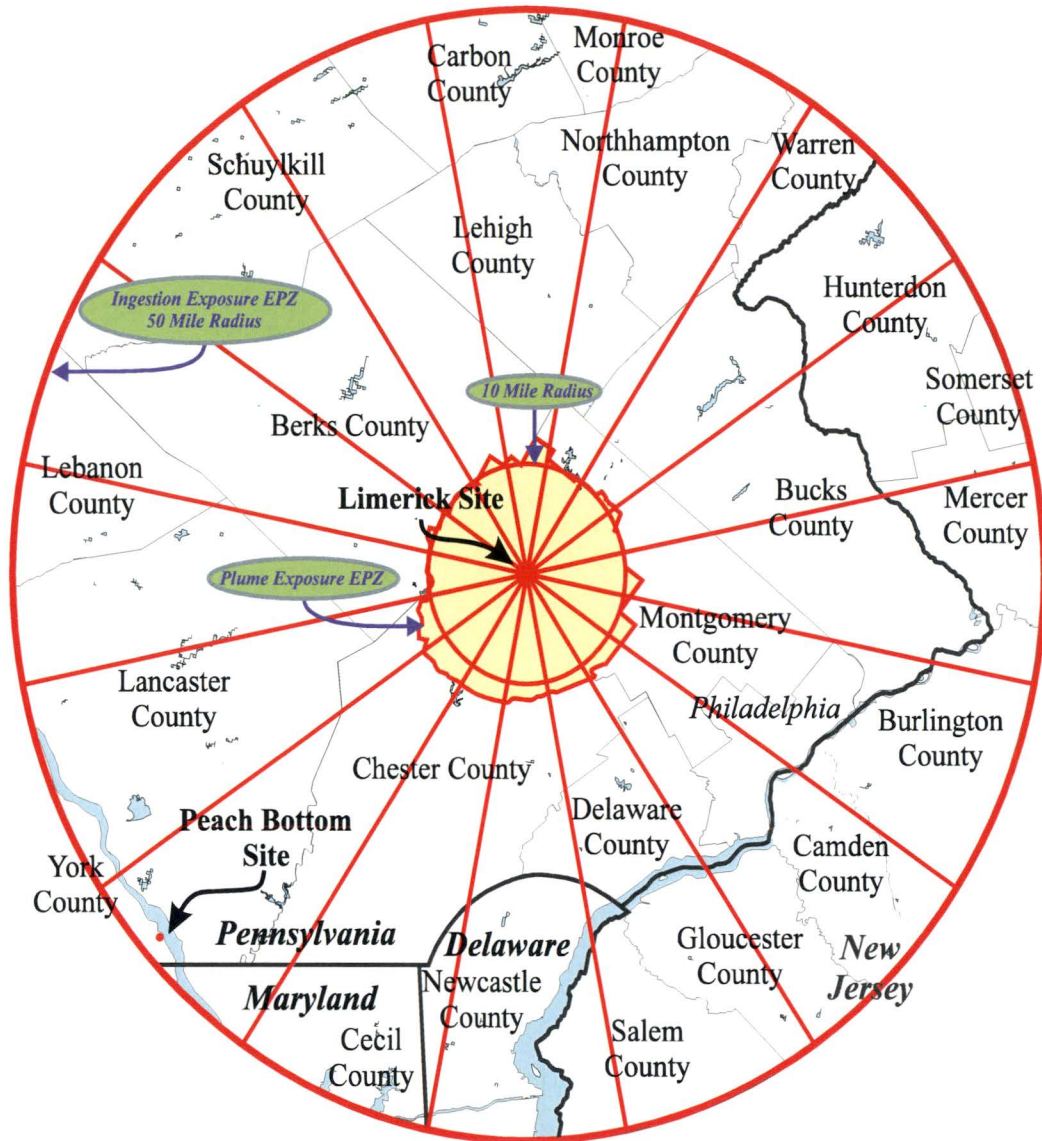 Carbon
County
Monroe
County
Schuylkill
County
Northhampton
County
Warren
County
Lehigh
County
Ingestion Exposure EPZ
50 Mile Radius
Hunterdon
County
10 Mile Radius
Somerset
County
Berks County
Lebanon
County
Limerick Site
Bucks
County
Mercer
County
Plume Exposure EPZ
Montgomery
County
Lancaster
County
Philadelphia
Burlington
County
Chester County
Peach Bottom
Site
Delaware
County
Camden
County
York
County
Pennsylvania
Delaware
Gloucester
County
New
Jersey
Maryland
Newcastle
County
Cecil
County
Salem
County